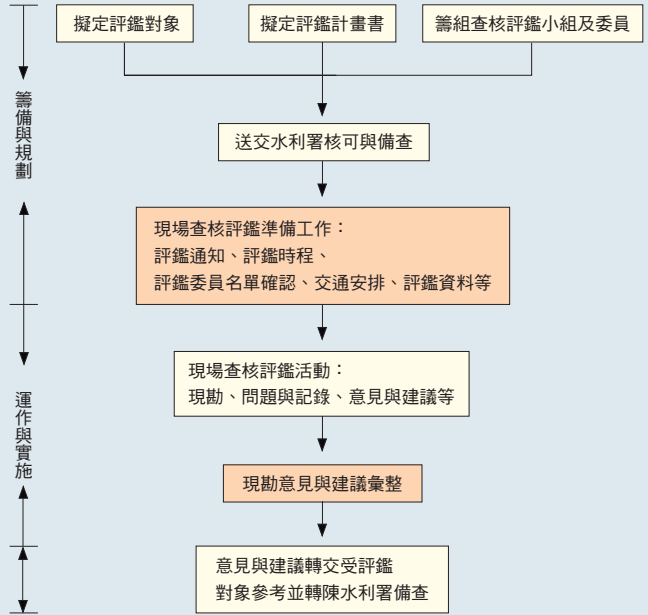 擬定評鑑對象
擬定評鑑計畫書
籌組查核評鑑小組及委員
籌備與規劃
送交水利署核可與備查
現場查核評鑑準備工作：
評鑑通知、評鑑時程、
評鑑委員名單確認、交通安排、評鑑資料等
現場查核評鑑活動：
現勘、問題與記錄、意見與建議等
運作與實施
現勘意見與建議彙整
意見與建議轉交受評鑑
對象參考並轉陳水利署備查